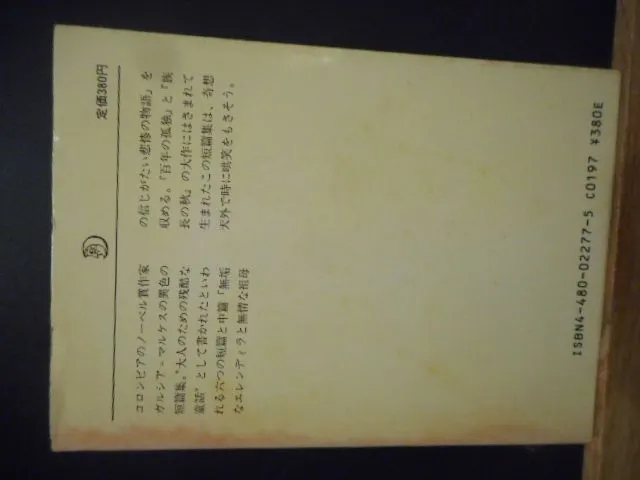 コロンビアのノーベル賞作家
ガルシア=マルケスの異色の
短篇集。"大人のための残酷な
童話"として書かれたといわ
れる六つの短篇と中篇「無垢
なエレンディラと無情な祖母
の信じがたい悲惨の物語」を
収める。『百年の孤独』と『族
長の秋』の大作にはさまれて
生まれたこの短篇集は、奇想
天外で時に哄笑をもさそう。
定価380円
ISBN4-480-02277-5 C0197 ¥380E